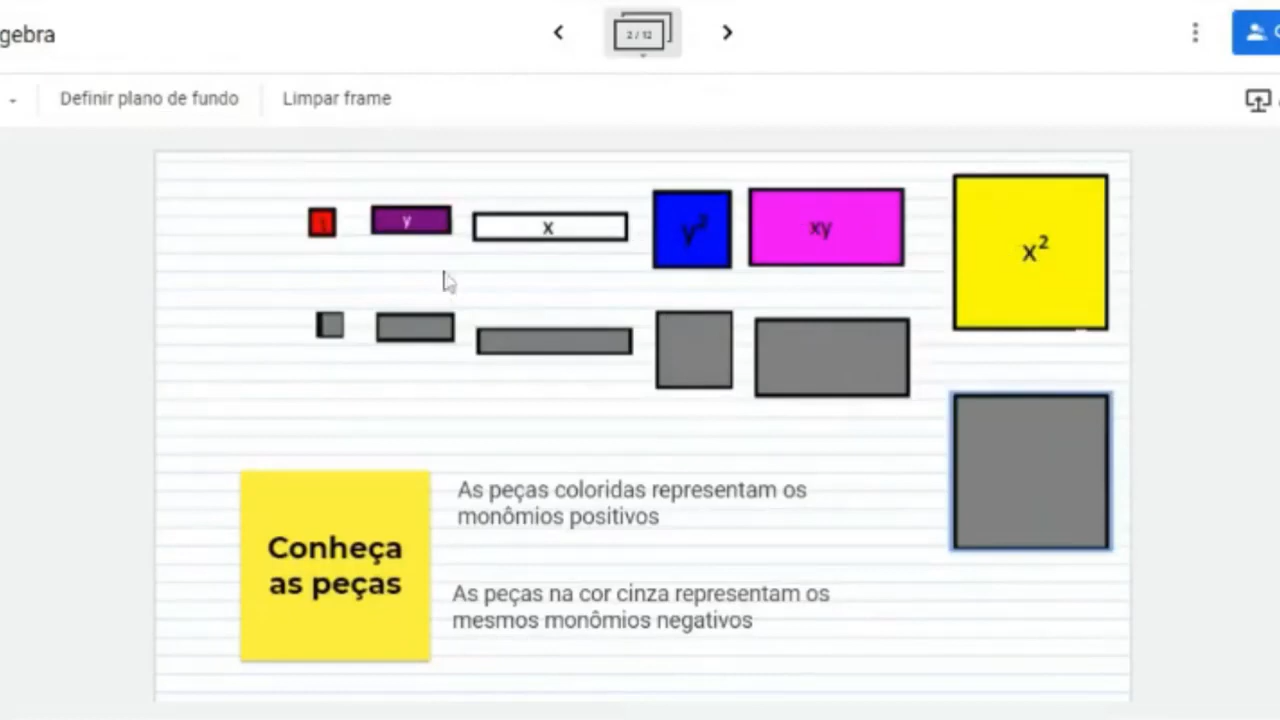 gebra
2 / 12
Definir plano de fundo
Limpar frame
y
x
y²
xy
x²
Conheça
as peças
As peças coloridas representam os
monômios positivos
As peças na cor cinza representam os
mesmos monômios negativos